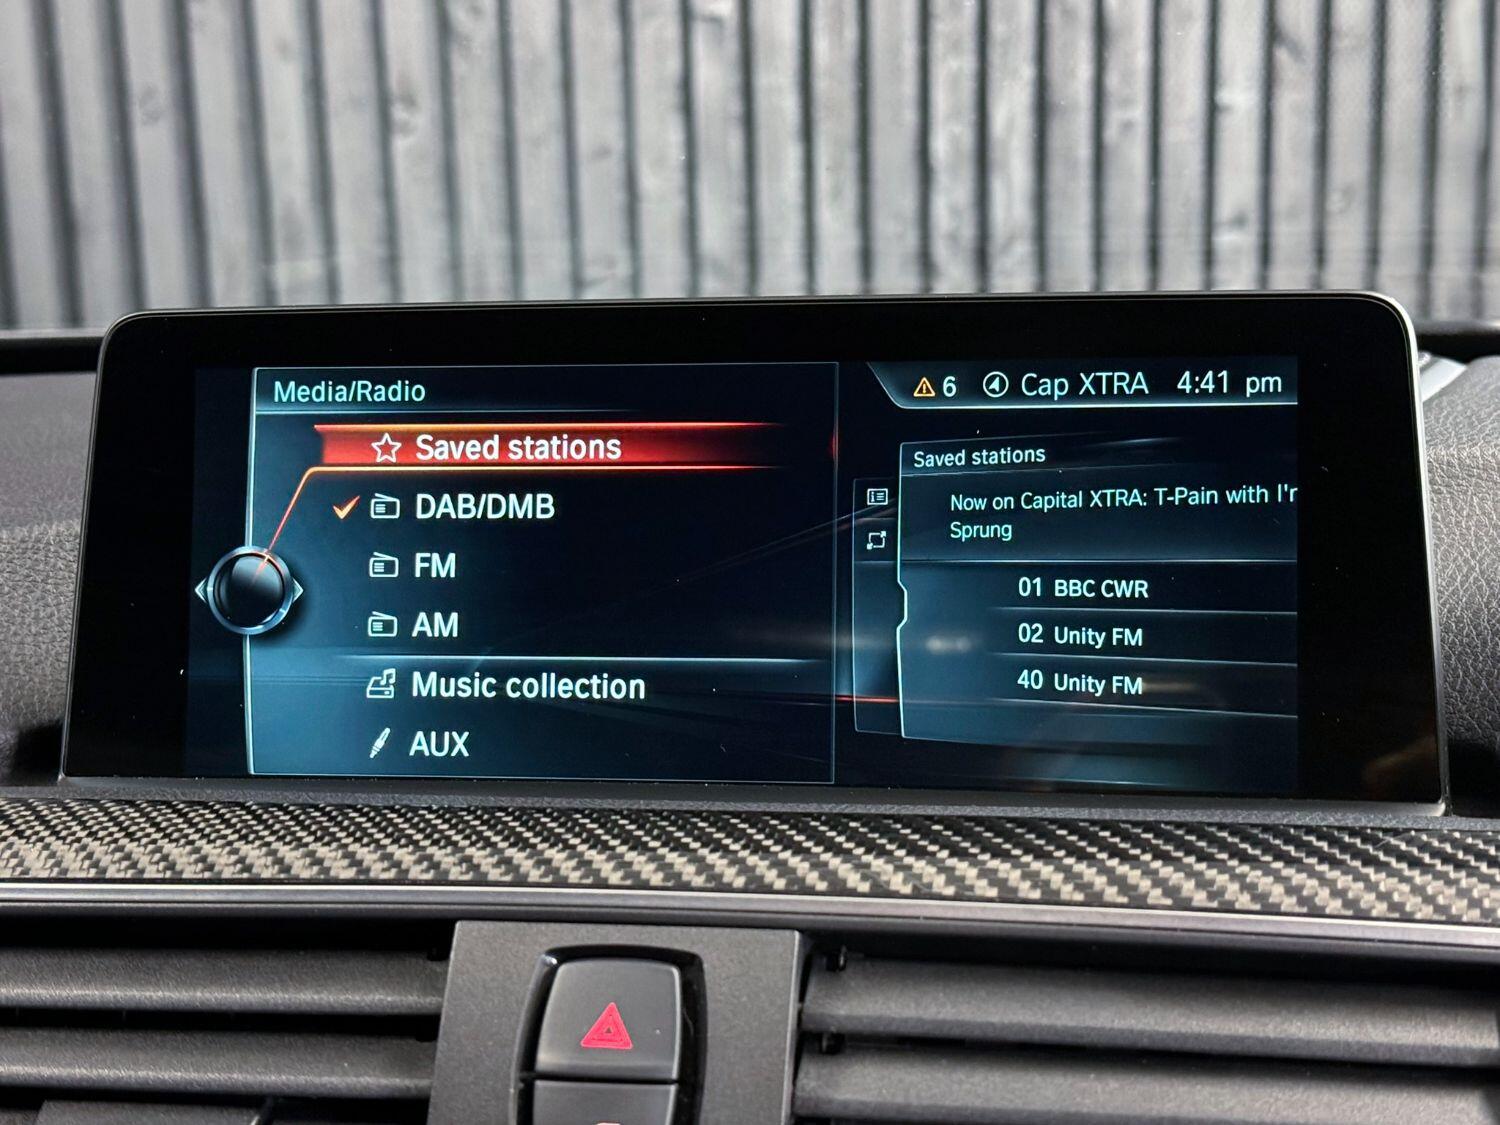 Media/Radio
Saved stations
DAB/DMB
FM
AM
Music collection
AUX
6 Cap XTRA 4:41 pm
Saved stations
Now on Capital XTRA: T-Pain with I'
Sprung
01 BBC CWR
02 Unity FM
40 Unity FM